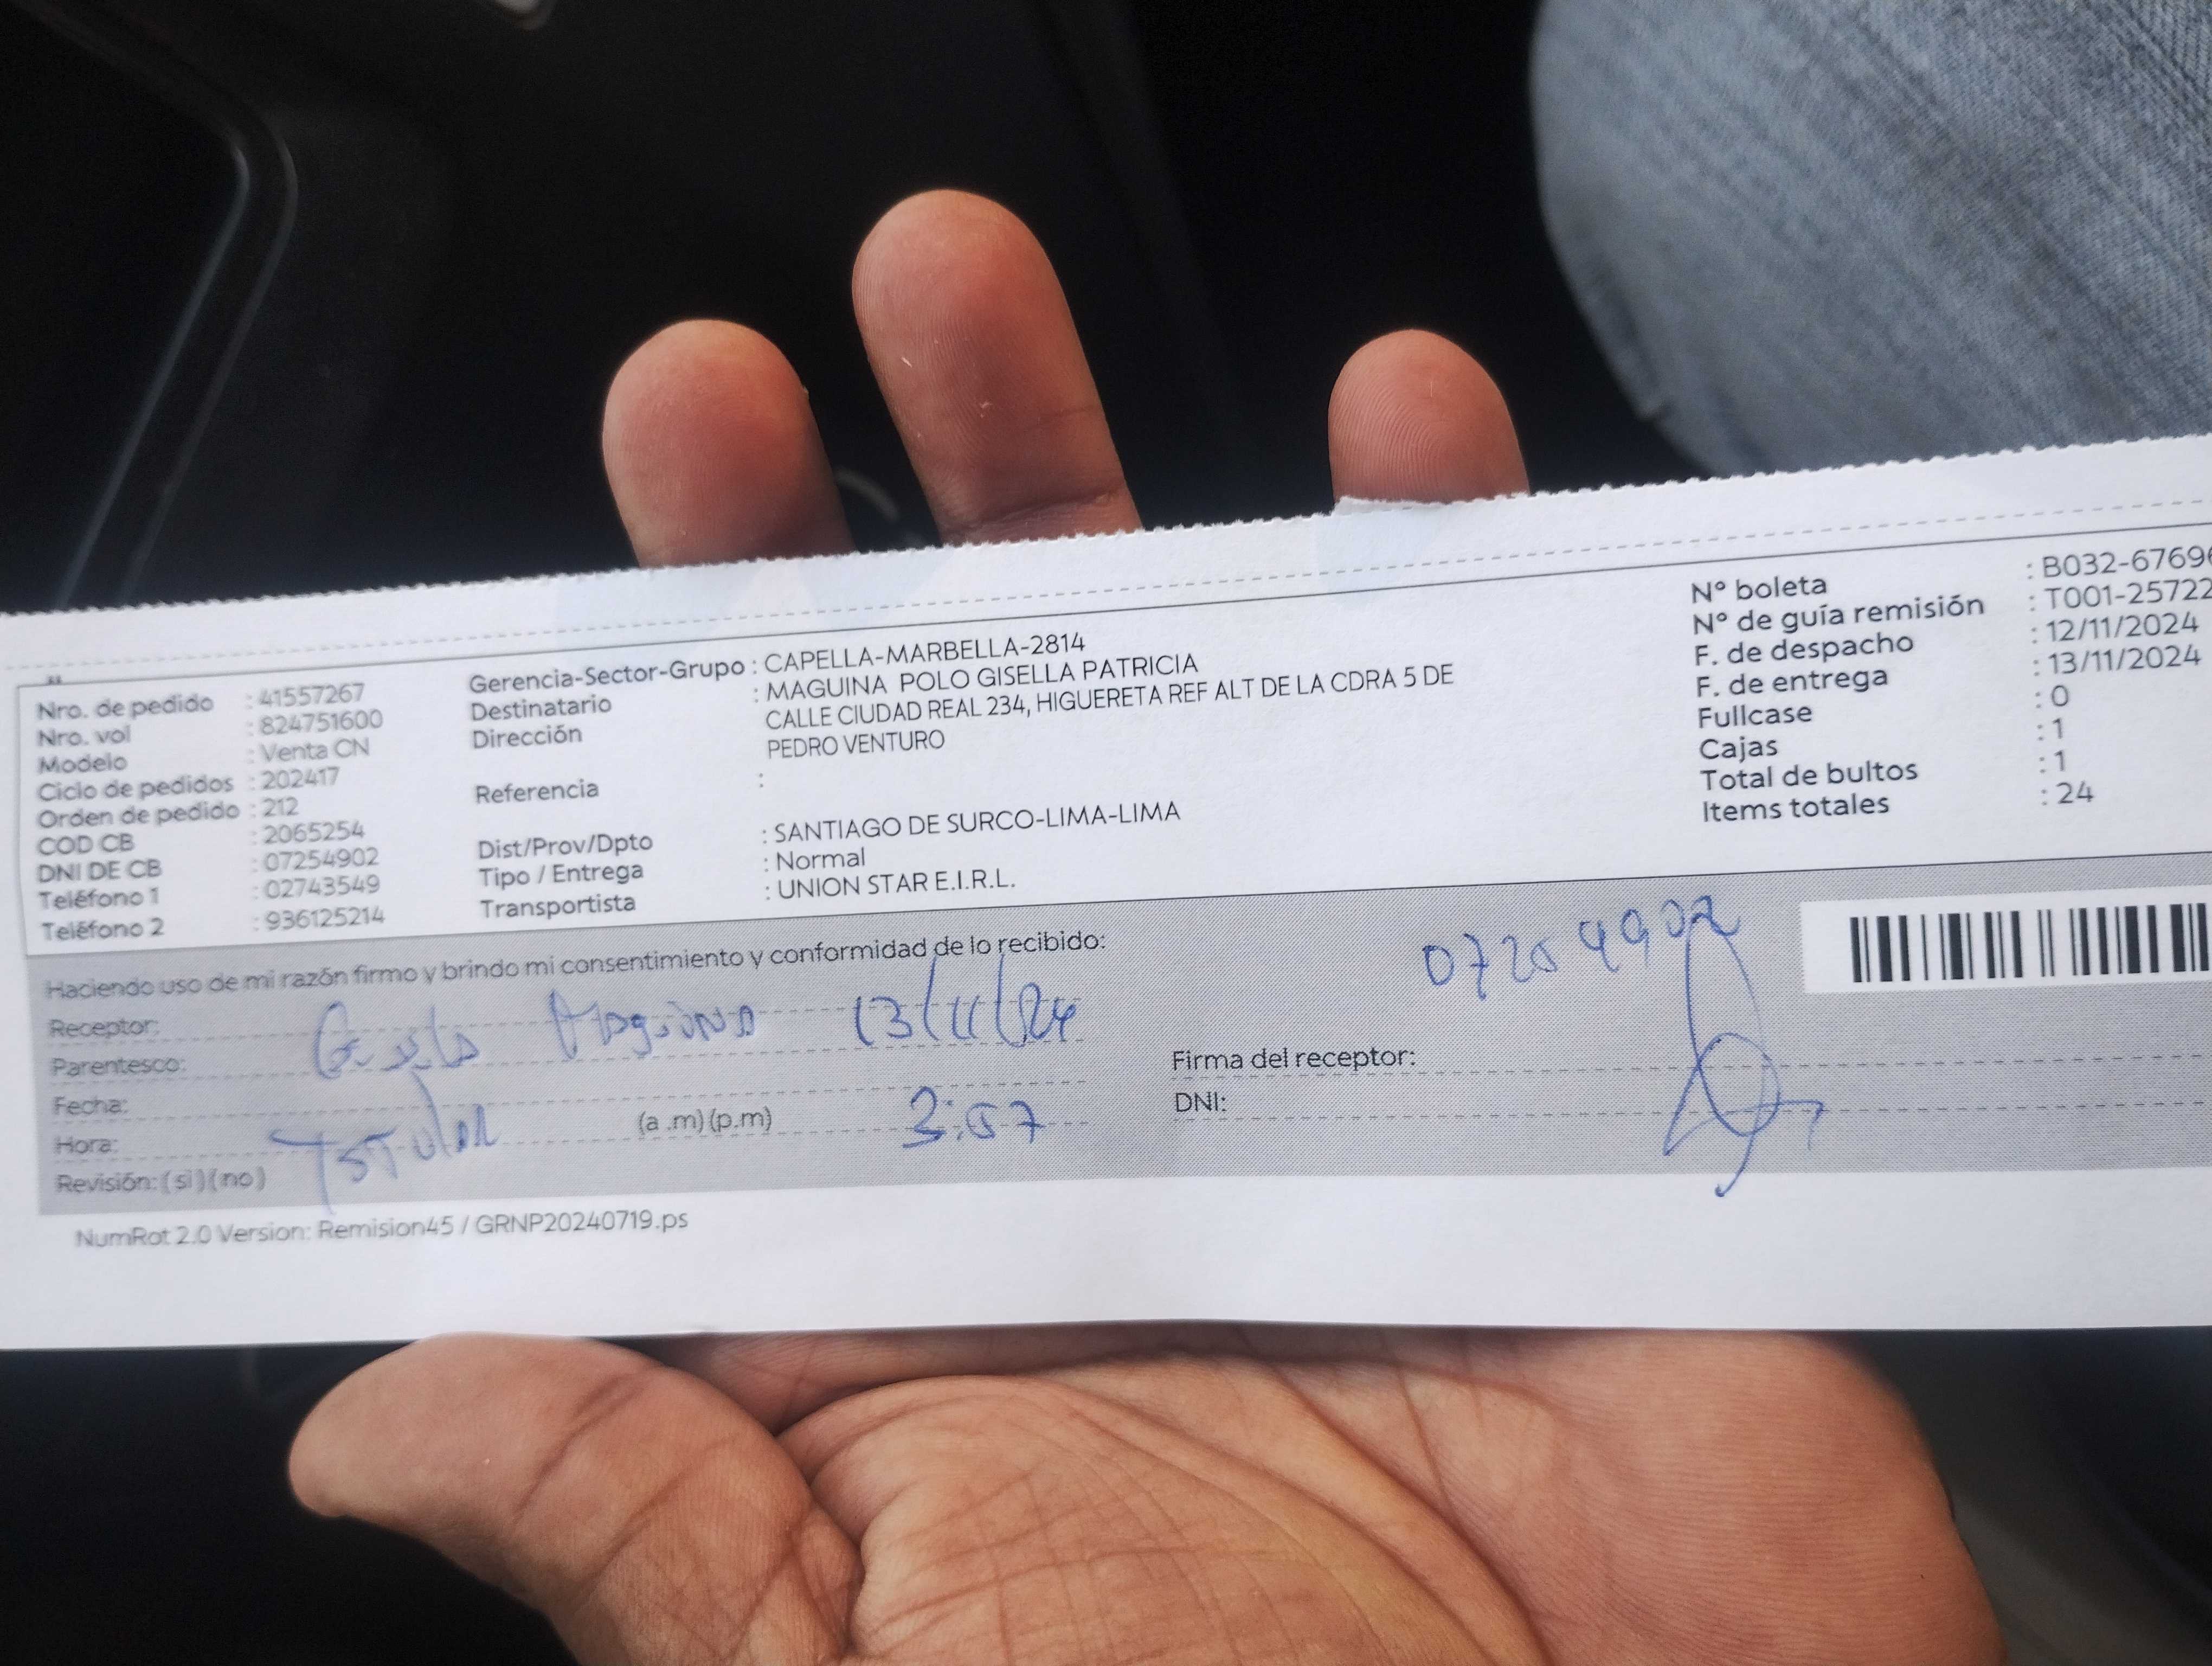 Nro. de pedido : 41557267
Nro. vol : 824751600
Modelo : Venta CN
Ciclo de pedidos : 202417
Orden de pedido : 212
COD CB : 2065254
DNI DE CB : 07254902
Teléfono 1 : 02743549
Teléfono 2 : 936125214
Gerencia-Sector-Grupo : CAPELLA-MARBELLA-2814
Destinatario : MAGUINA POLO GISELLA PATRICIA
Dirección CALLE CIUDAD REAL 234, HIGUERETA REF ALT DE LA CDRA 5 DE
PEDRO VENTURO
Referencia :
Dist/Prov/Dpto : SANTIAGO DE SURCO-LIMA-LIMA
Tipo / Entrega : Normal
Transportista : UNION STAR E.I.R.L.
Nº boleta : B032-6769
Nº de guía remisión : T001-25722
F. de despacho : 12/11/2024
F. de entrega : 13/11/2024
Fullcase : 0
Cajas : 1
Total de bultos : 1
Items totales : 24
Haciendo uso de mi razón firmo y brindo mi consentimiento y conformidad de lo recibido:
07254902
Receptor: Maguina 13/11/24
Parentesco:
Firma del receptor:
Fecha:
DNI:
Hora: (a .m) (p.m) 3:57
Revisión: (si) (no)
NumRot 2.0 Version: Remision45 / GRNP20240719.ps